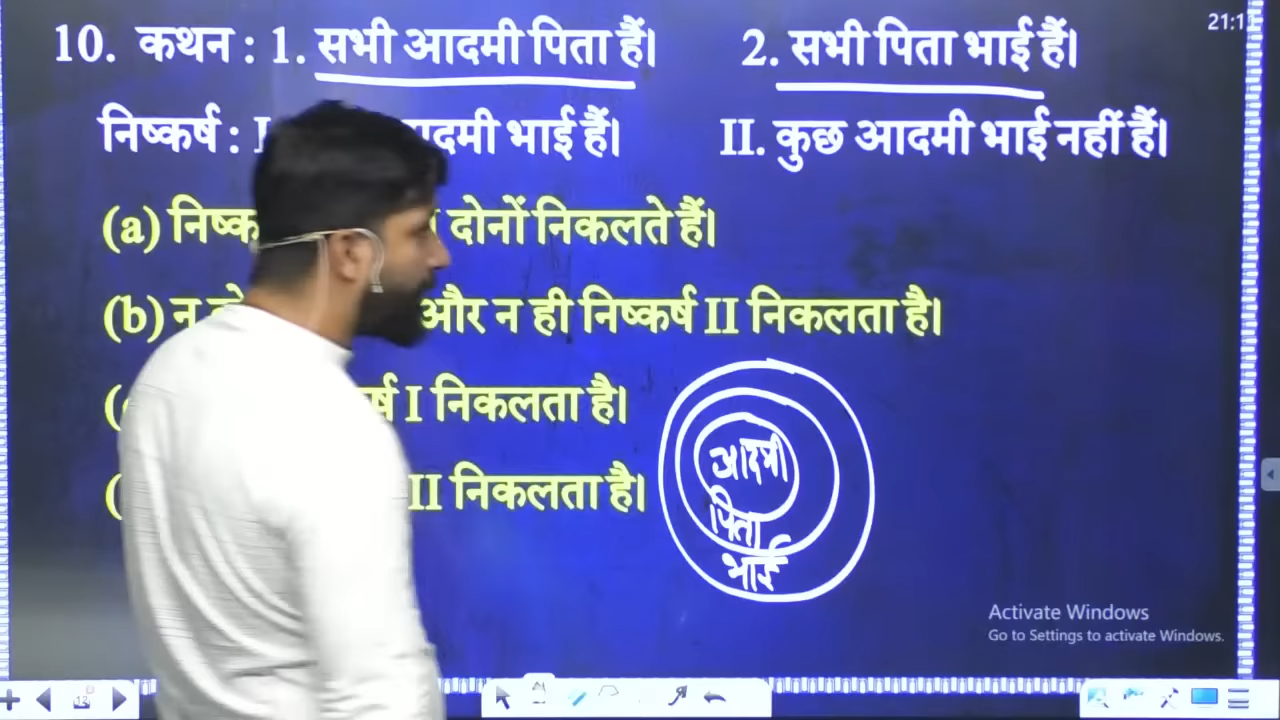 21:1
10. कथन : 1. सभी आदमी पिता हैं। 2. सभी पिता भाई हैं।
निष्कर्ष : I भाई हैं। II. कुछ आदमी भाई नहीं हैं।
(a) दोनों निकलते हैं।
(b) न और न ही निष्कर्ष II निकलता है।
I निकलता है।
II निकलता है।
आदमी
पिता
भाई
Activate Windows
Go to Settings to activate Windows.